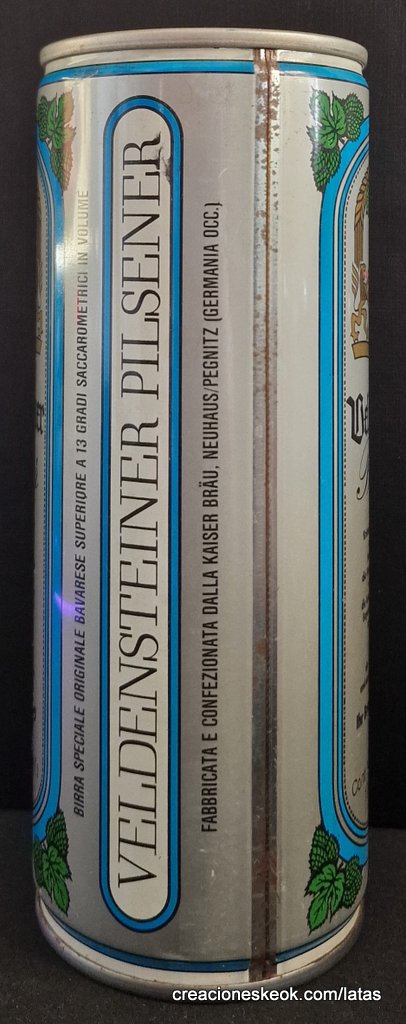 BIRRA SPECIALE ORIGINALE BAVARESE SUPERIORE A 13 GRADI SACCAROMETRICI IN VOLUME
VELDENSTEINER PILSENER
FABBRICATA E CONFEZIONATA DALLA KAISER BRÄU, NEUHAUS/PEGNITZ (GERMANIA OCC.)
creacioneskeok.com/latas